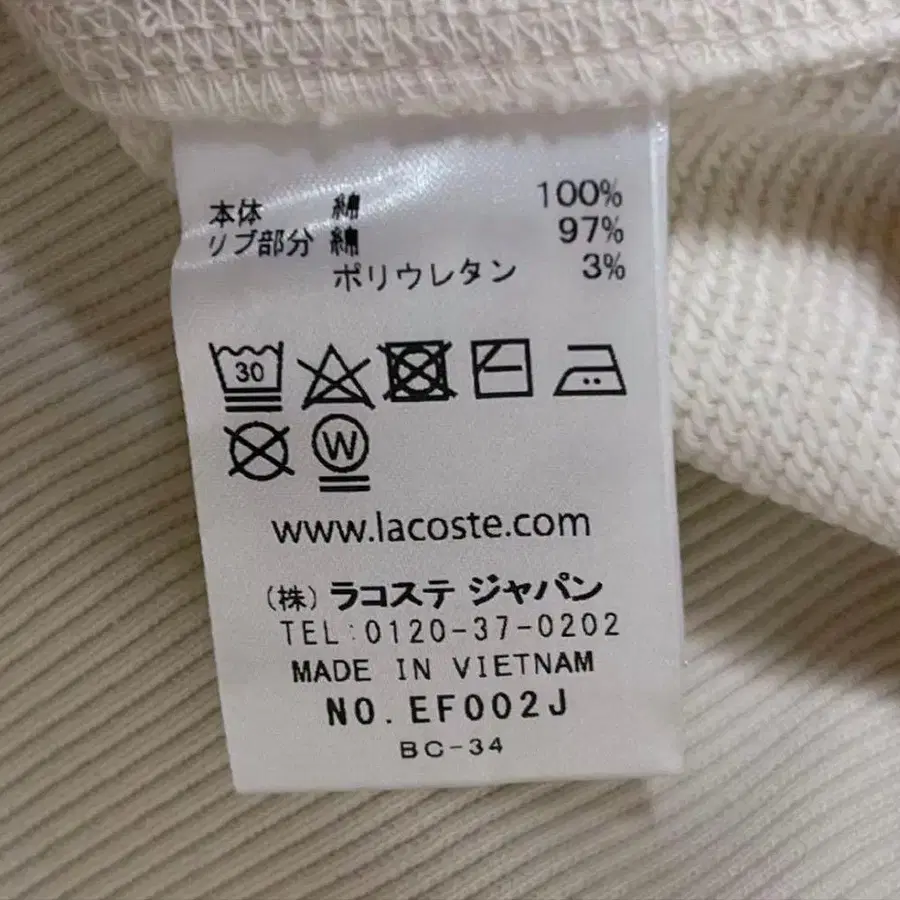 本体 綿 100%
リブ部分 綿 97%
ポリウレタン 3%
30
W
www.lacoste.com
(株) ラコステ ジャパン
TEL:0120-37-0202
MADE IN VIETNAM
NO. EF002J
BC-34